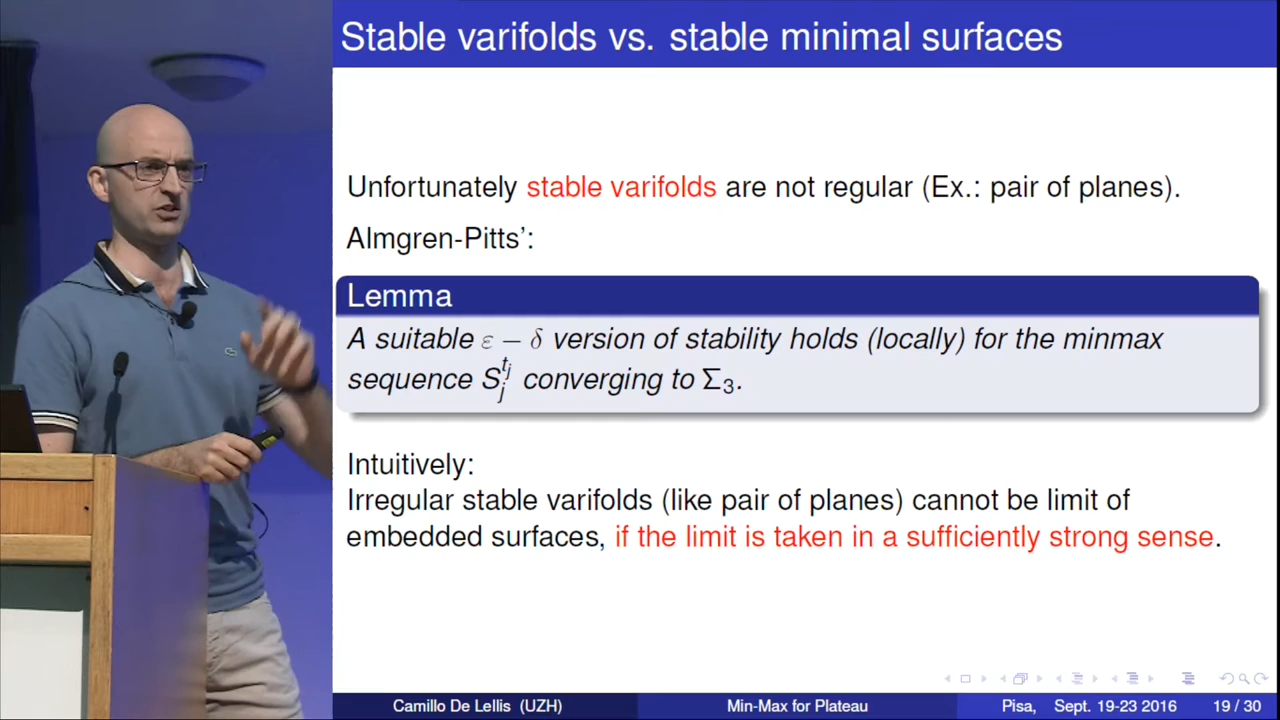 Stable varifolds vs. stable minimal surfaces
Unfortunately stable varifolds are not regular (Ex.: pair of planes).
Almgren-Pitts’:
Lemma
A suitable ε − δ version of stability holds (locally) for the minmax
sequence S_j^{t_j} converging to Σ₃.
Intuitively:
Irregular stable varifolds (like pair of planes) cannot be limit of
embedded surfaces, if the limit is taken in a sufficiently strong sense.
Camillo De Lellis (UZH) Min-Max for Plateau Pisa, Sept. 19-23 2016 19 / 30